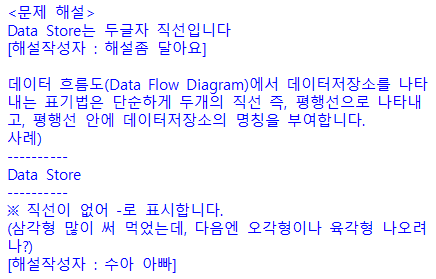 <문제 해설>
Data Store는 두글자 직선입니다
[해설작성자 : 해설좀 달아요]

데이터 흐름도(Data Flow Diagram)에서 데이터저장소를 나타
내는 표기법은 단순하게 두개의 직선 즉, 평행선으로 나타내
고, 평행선 안에 데이터저장소의 명칭을 부여합니다.
사례)
----------
Data Store
----------
※ 직선이 없어 -로 표시합니다.
(삼각형 많이 써 먹었는데, 다음엔 오각형이나 육각형 나오려
나?)
[해설작성자 : 수아 아빠]